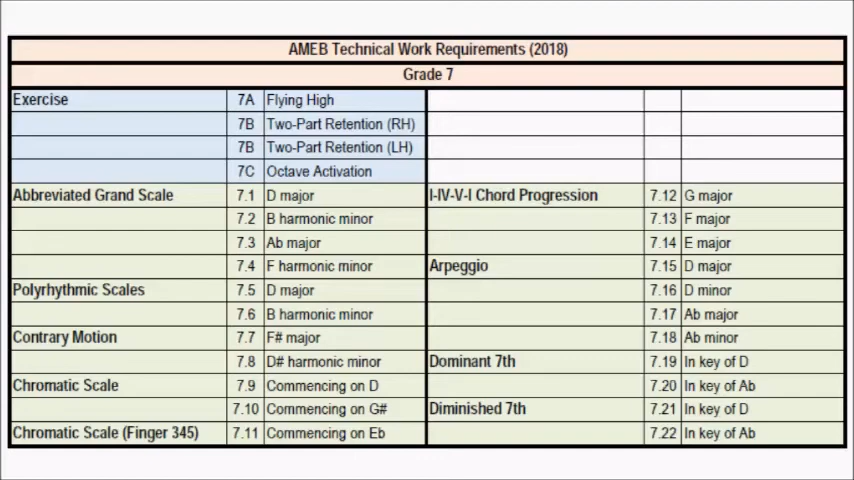 AMEB Technical Work Requirements (2018)
Grade 7
Exercise 7A Flying High
7B Two-Part Retention (RH)
7B Two-Part Retention (LH)
7C Octave Activation
Abbreviated Grand Scale 7.1 D major I-IV-V-I Chord Progression 7.12 G major
7.2 B harmonic minor 7.13 F major
7.3 Ab major 7.14 E major
7.4 F harmonic minor Arpeggio 7.15 D major
Polyrhythmic Scales 7.5 D major 7.16 D minor
7.6 B harmonic minor 7.17 Ab major
Contrary Motion 7.7 F# major 7.18 Ab minor
7.8 D# harmonic minor Dominant 7th 7.19 In key of D
Chromatic Scale 7.9 Commencing on D 7.20 In key of Ab
7.10 Commencing on G# Diminished 7th 7.21 In key of D
Chromatic Scale (Finger 345) 7.11 Commencing on Eb 7.22 In key of Ab